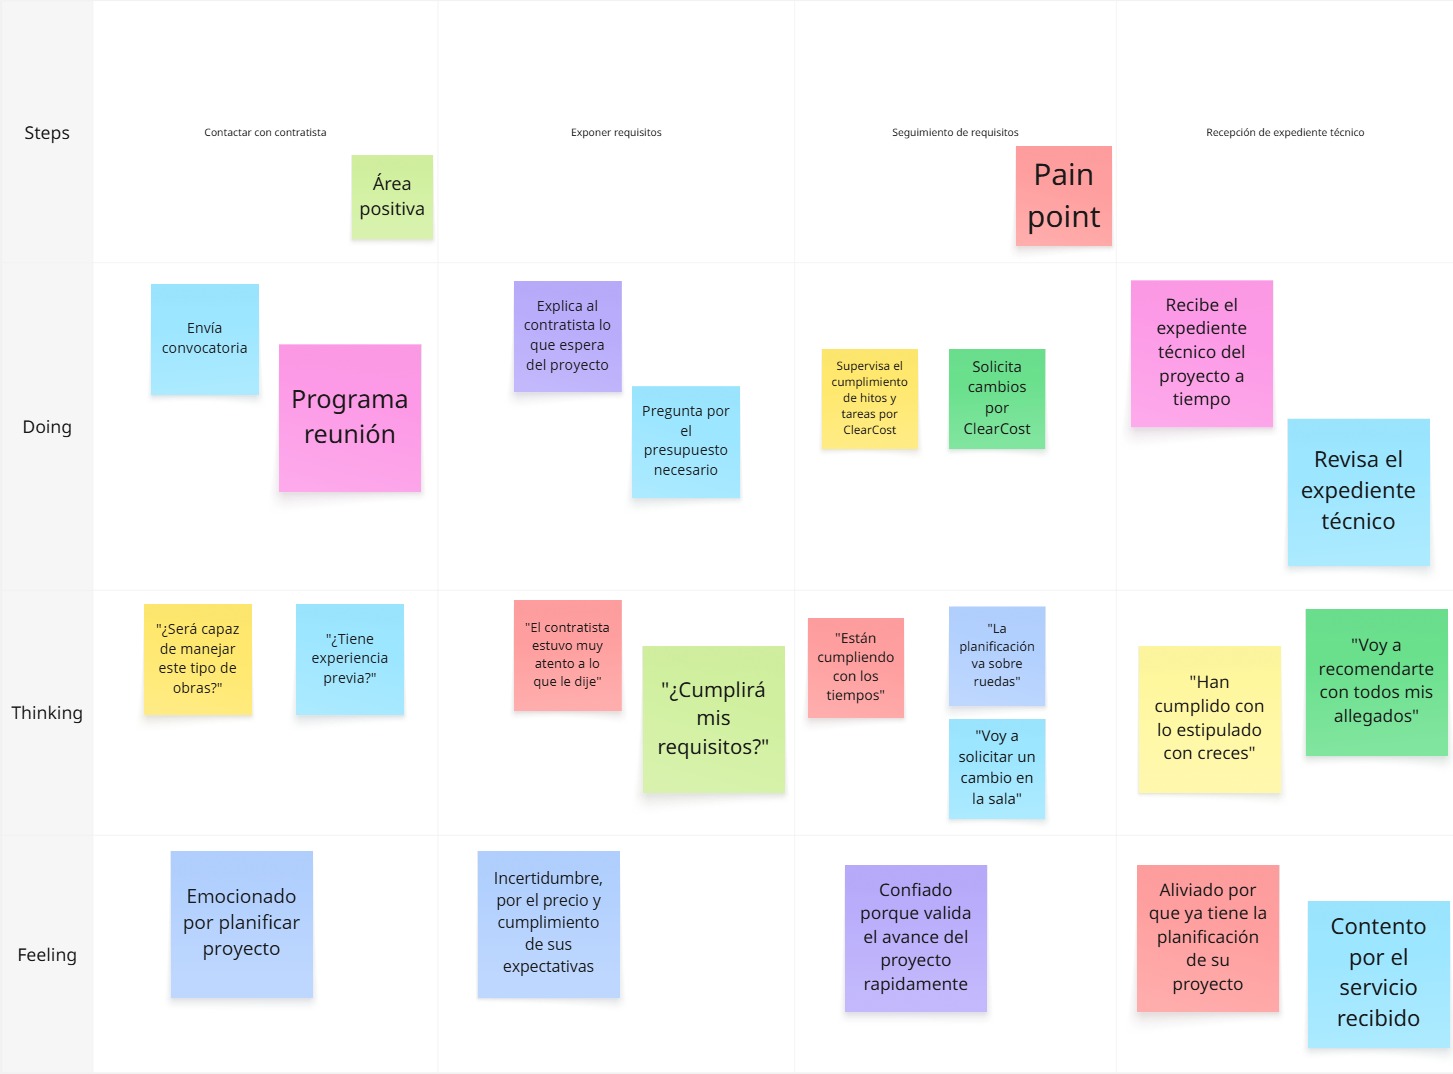 Steps
Contactar con contratista
Exponer requisitos
Seguimiento de requisitos
Recepción de expediente técnico
Área
positiva
Pain
point
Doing
Envía
convocatoria
Programa
reunión
Explica al
contratista lo
que espera
del proyecto
Pregunta por
el
presupuesto
necesario
Supervisa el
cumplimiento
de hitos y
tareas por
ClearCost
Solicita
cambios
por
ClearCost
Recibe el
expediente
técnico del
proyecto a
tiempo
Revisa el
expediente
técnico
Thinking
"¿Será capaz
de manejar
este tipo de
obras?"
"¿Tiene
experiencia
previa?"
"El contratista
estuvo muy
atento a lo
que le dije"
"¿Cumplirá
mis
requisitos?"
"Están
cumpliendo
con los
tiempos"
"La
planificación
va sobre
ruedas"
"Voy a
solicitar un
cambio en
la sala"
"Han
cumplido con
lo estipulado
con creces"
"Voy a
recomendarte
con todos mis
allegados"
Feeling
Emocionado
por planificar
proyecto
Incertidumbre,
por el precio y
cumplimiento
de sus
expectativas
Confiado
porque valida
el avance del
proyecto
rapidamente
Aliviado por
que ya tiene la
planificación
de su
proyecto
Contento
por el
servicio
recibido